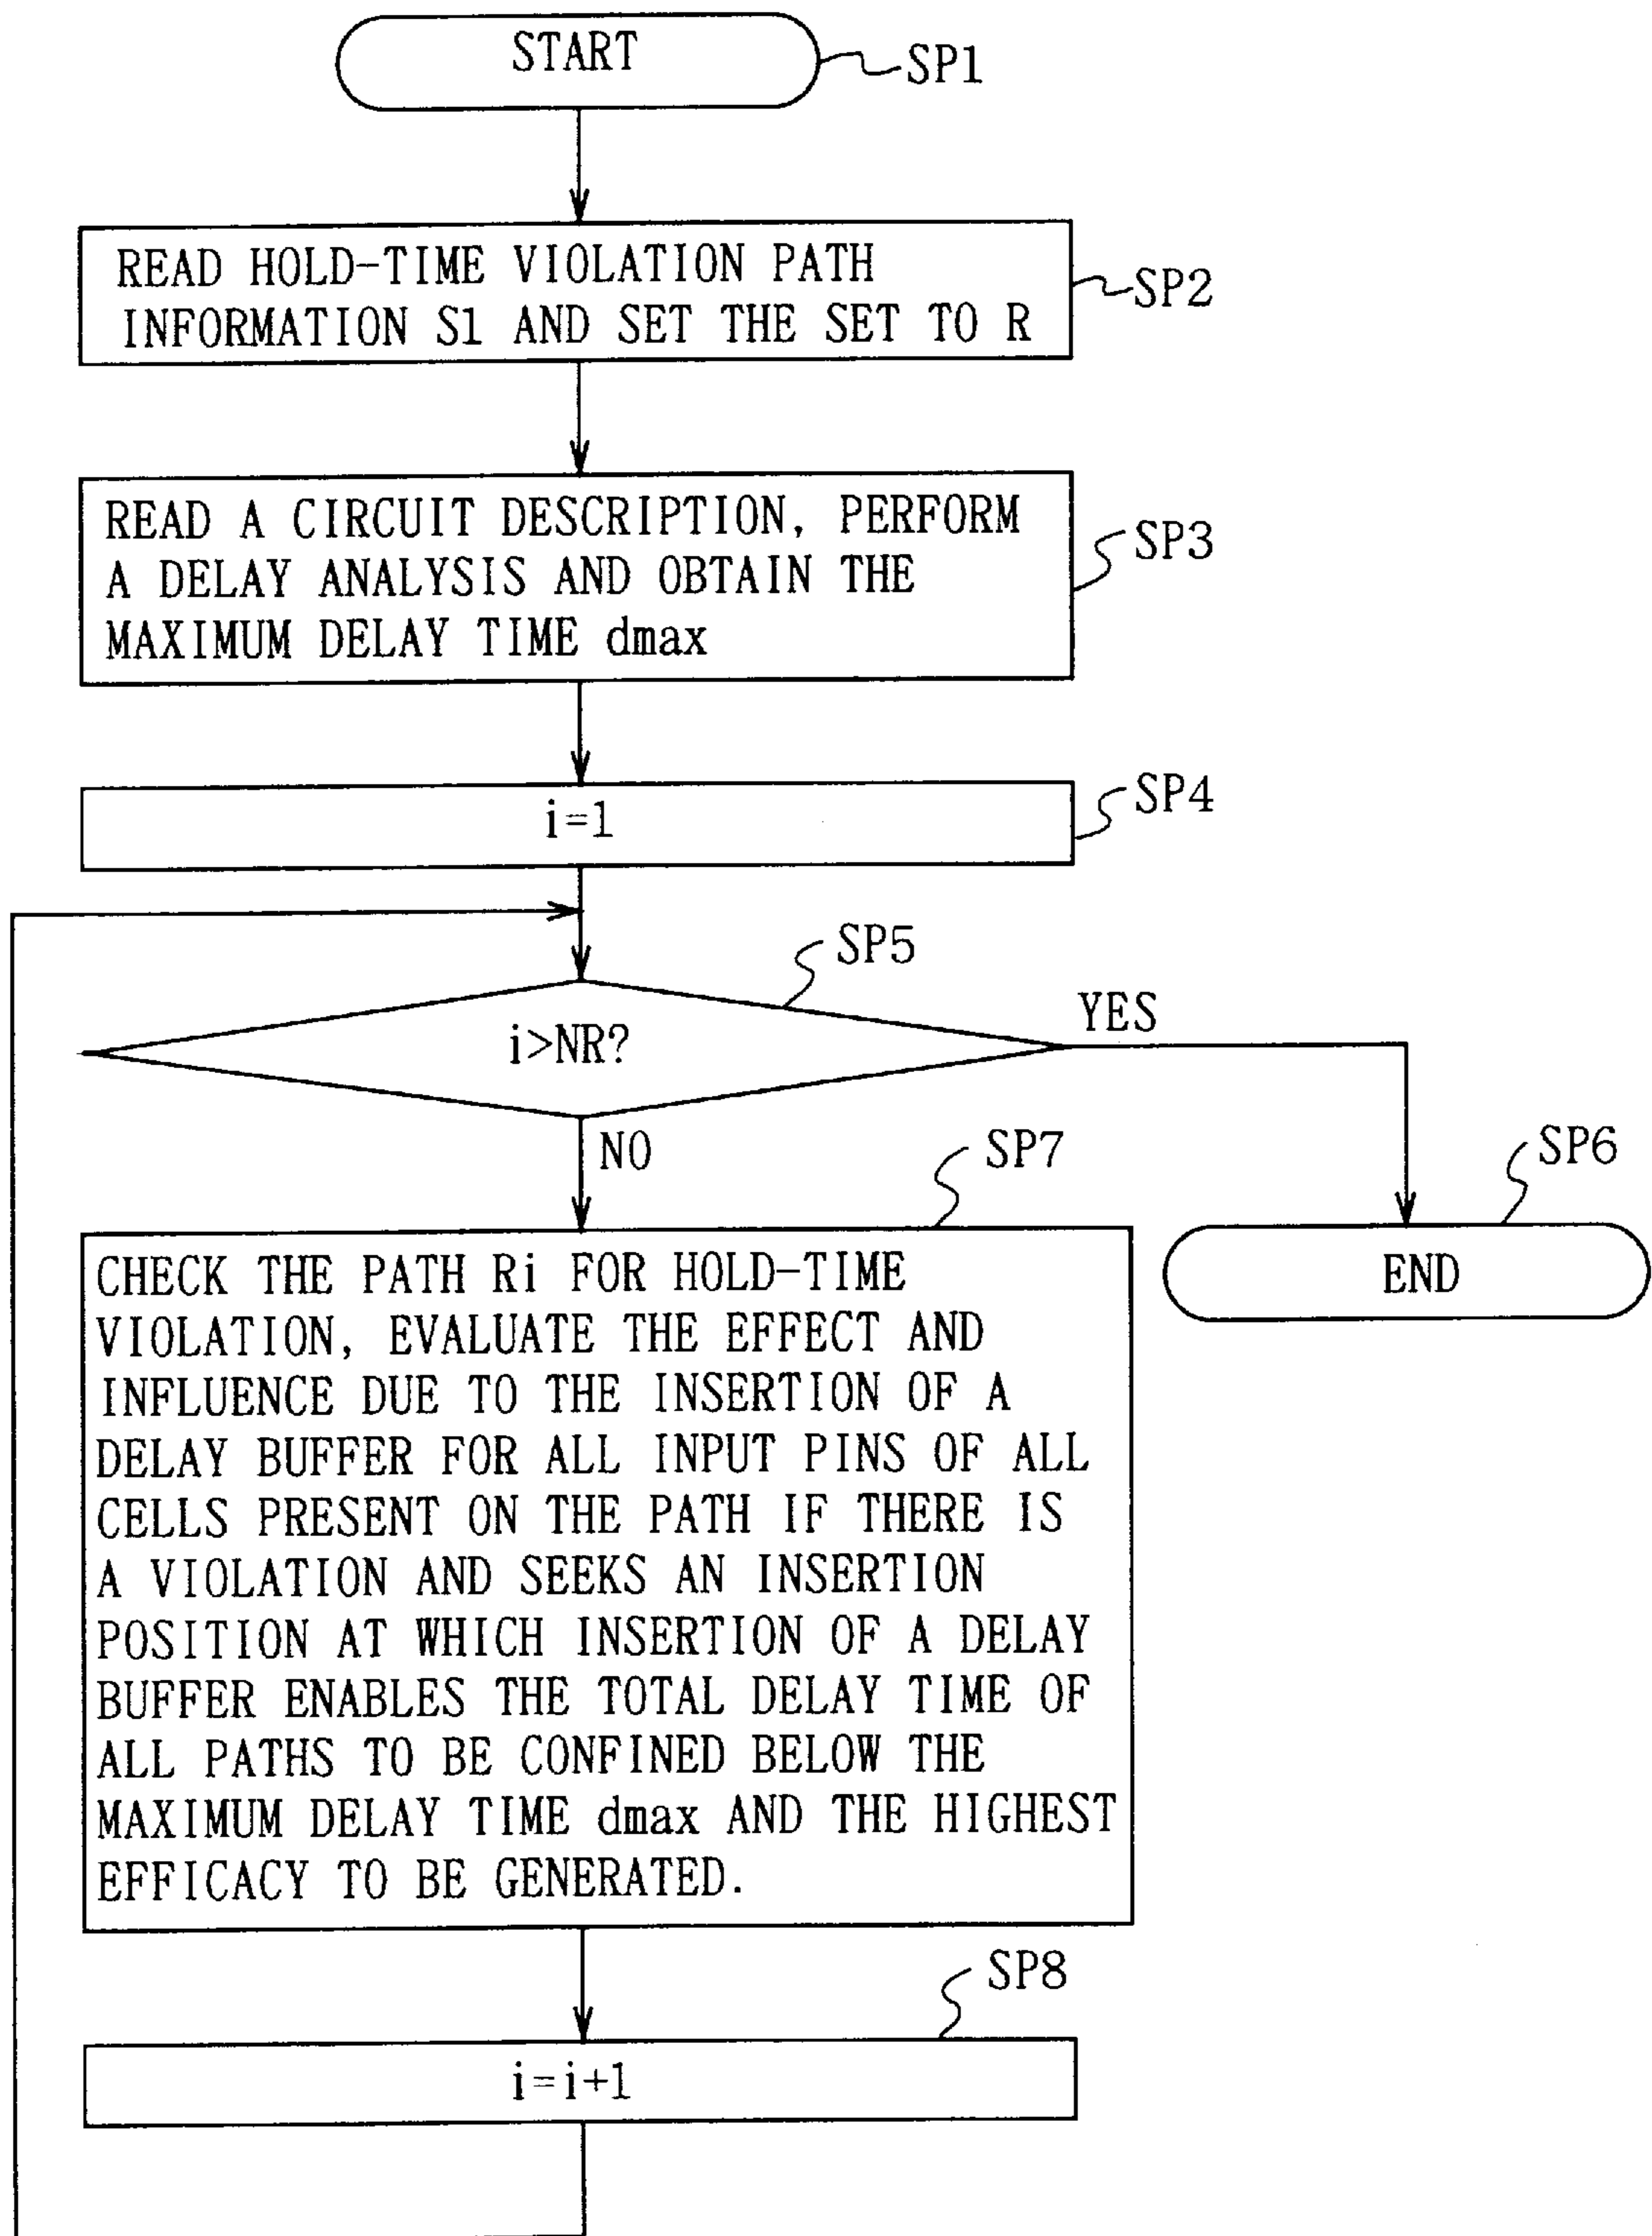 START
SP1
READ HOLD-TIME VIOLATION PATH
INFORMATION S1 AND SET THE SET TO R
SP2
READ A CIRCUIT DESCRIPTION, PERFORM
A DELAY ANALYSIS AND OBTAIN THE
MAXIMUM DELAY TIME dmax
SP3
i=1
SP4
SP5
i>NR?
YES
NO
SP7
SP6
CHECK THE PATH Ri FOR HOLD-TIME
VIOLATION, EVALUATE THE EFFECT AND
INFLUENCE DUE TO THE INSERTION OF A
DELAY BUFFER FOR ALL INPUT PINS OF ALL
CELLS PRESENT ON THE PATH IF THERE IS
A VIOLATION AND SEEKS AN INSERTION
POSITION AT WHICH INSERTION OF A DELAY
BUFFER ENABLES THE TOTAL DELAY TIME OF
ALL PATHS TO BE CONFINED BELOW THE
MAXIMUM DELAY TIME dmax AND THE HIGHEST
EFFICACY TO BE GENERATED.
END
SP8
i=i+1